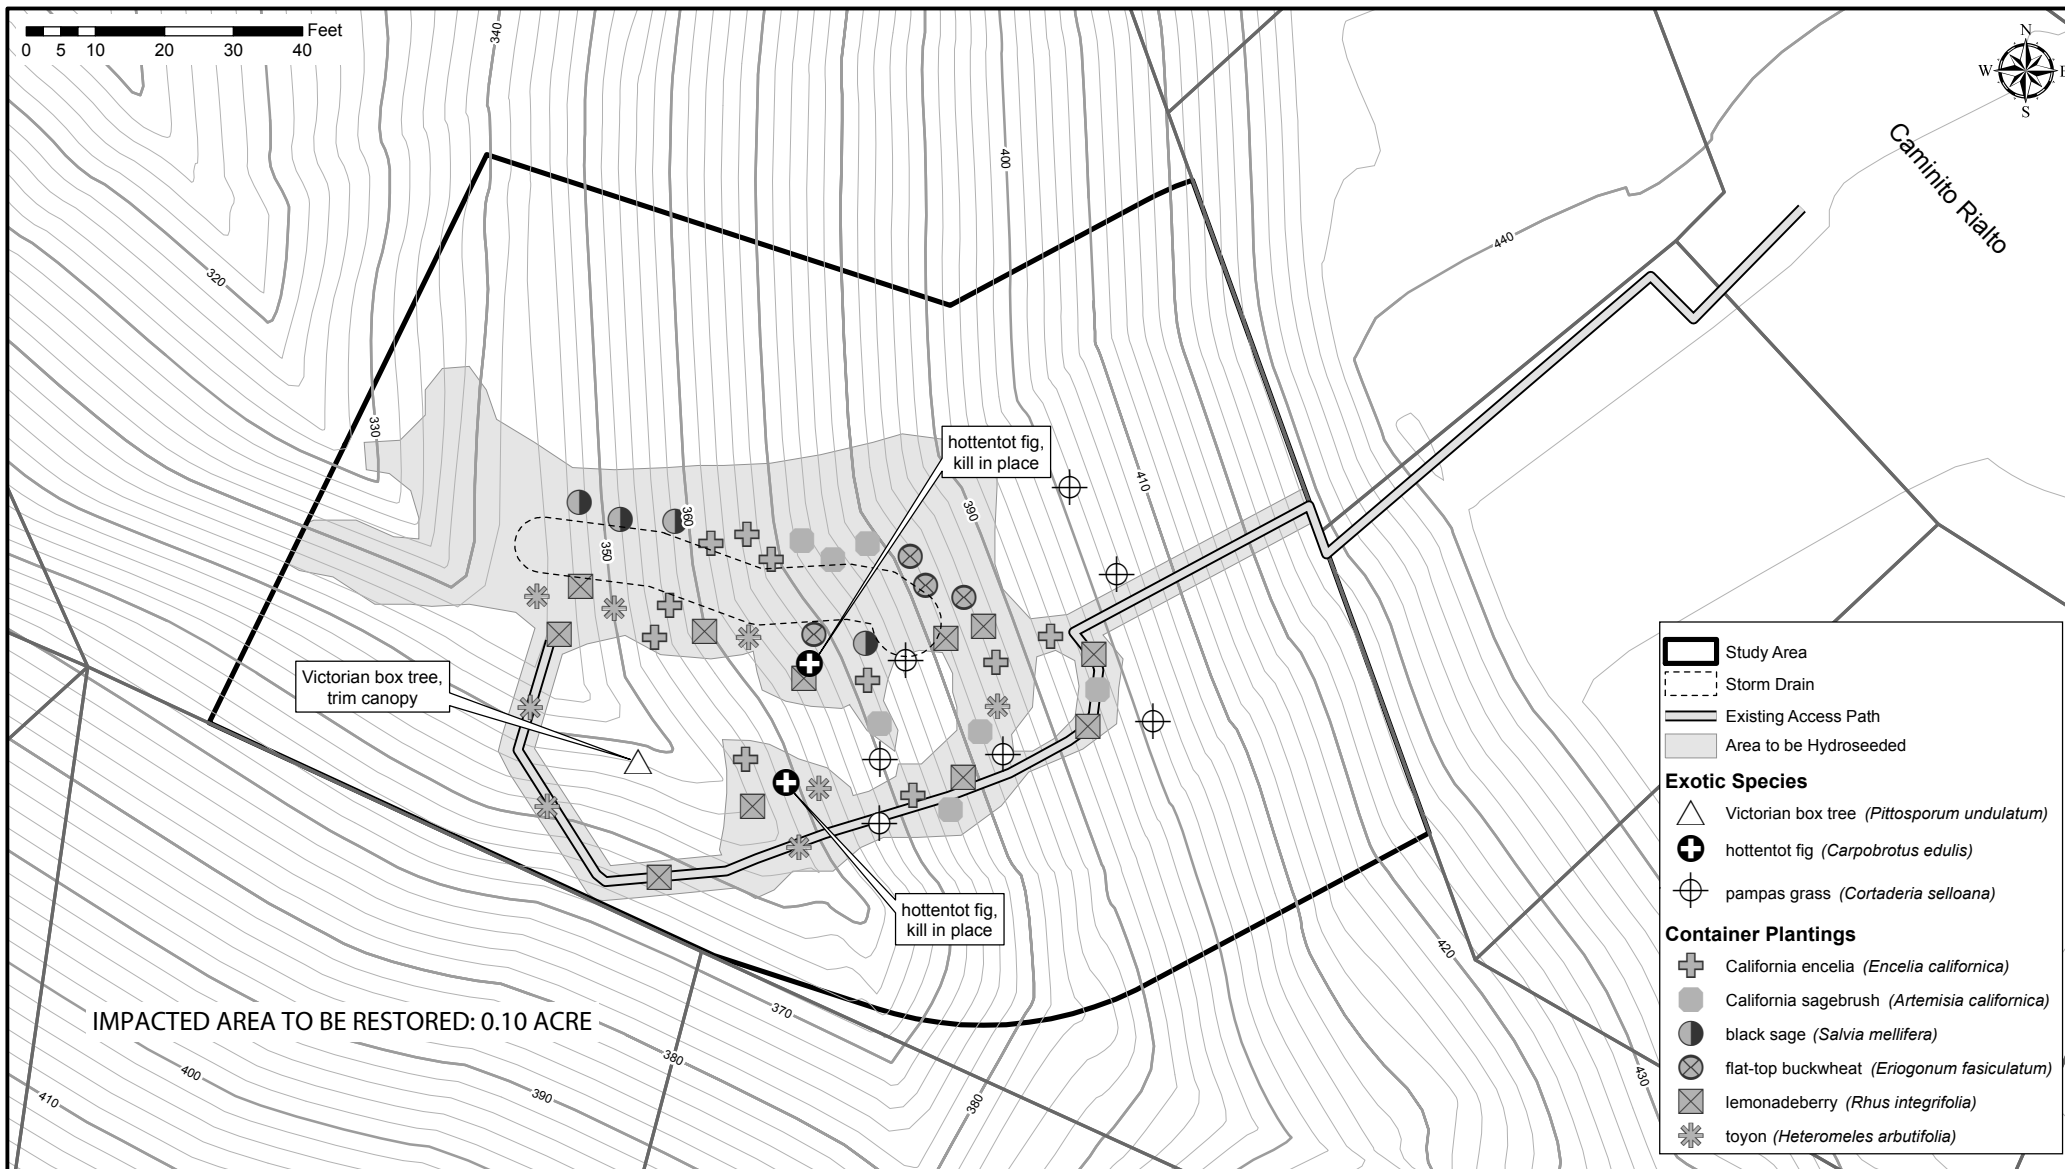 Feet
0 5 10 20 30 40
N
W E
S
Caminito Rialto
340
400
320
440
330
410
390
360
350
hottentot fig,
kill in place
Victorian box tree,
trim canopy
hottentot fig,
kill in place
420
370
380
390
400
410
380
430
IMPACTED AREA TO BE RESTORED: 0.10 ACRE
Study Area
Storm Drain
Existing Access Path
Area to be Hydroseeded
Exotic Species
Victorian box tree (Pittosporum undulatum)
hottentot fig (Carpobrotus edulis)
pampas grass (Cortaderia selloana)
Container Plantings
California encelia (Encelia californica)
California sagebrush (Artemisia californica)
black sage (Salvia mellifera)
flat-top buckwheat (Eriogonum fasiculatum)
lemonadeberry (Rhus integrifolia)
toyon (Heteromeles arbutifolia)